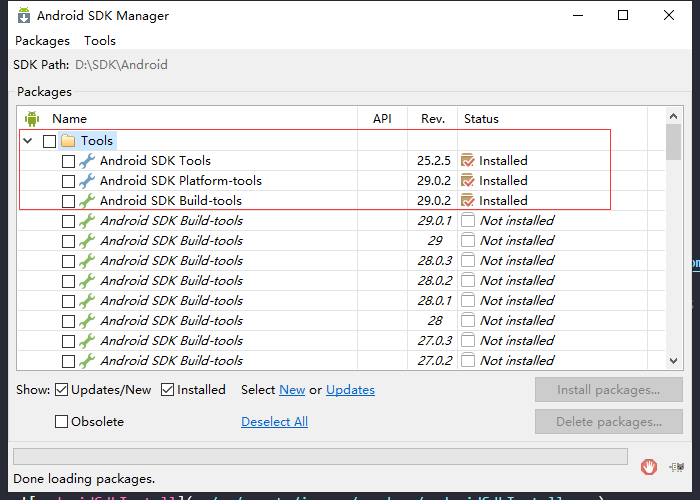 Android SDK Manager
Packages Tools
SDK Path: D:\SDK\Android
Packages
Name API Rev. Status
Tools
Android SDK Tools 25.2.5 Installed
Android SDK Platform-tools 29.0.2 Installed
Android SDK Build-tools 29.0.2 Installed
Android SDK Build-tools 29.0.1 Not installed
Android SDK Build-tools 29 Not installed
Android SDK Build-tools 28.0.3 Not installed
Android SDK Build-tools 28.0.2 Not installed
Android SDK Build-tools 28.0.1 Not installed
Android SDK Build-tools 28 Not installed
Android SDK Build-tools 27.0.3 Not installed
Android SDK Build-tools 27.0.2 Not installed
Show: Updates/New Installed Select New or Updates Install packages...
Obsolete Deselect All Delete packages...
Done loading packages.